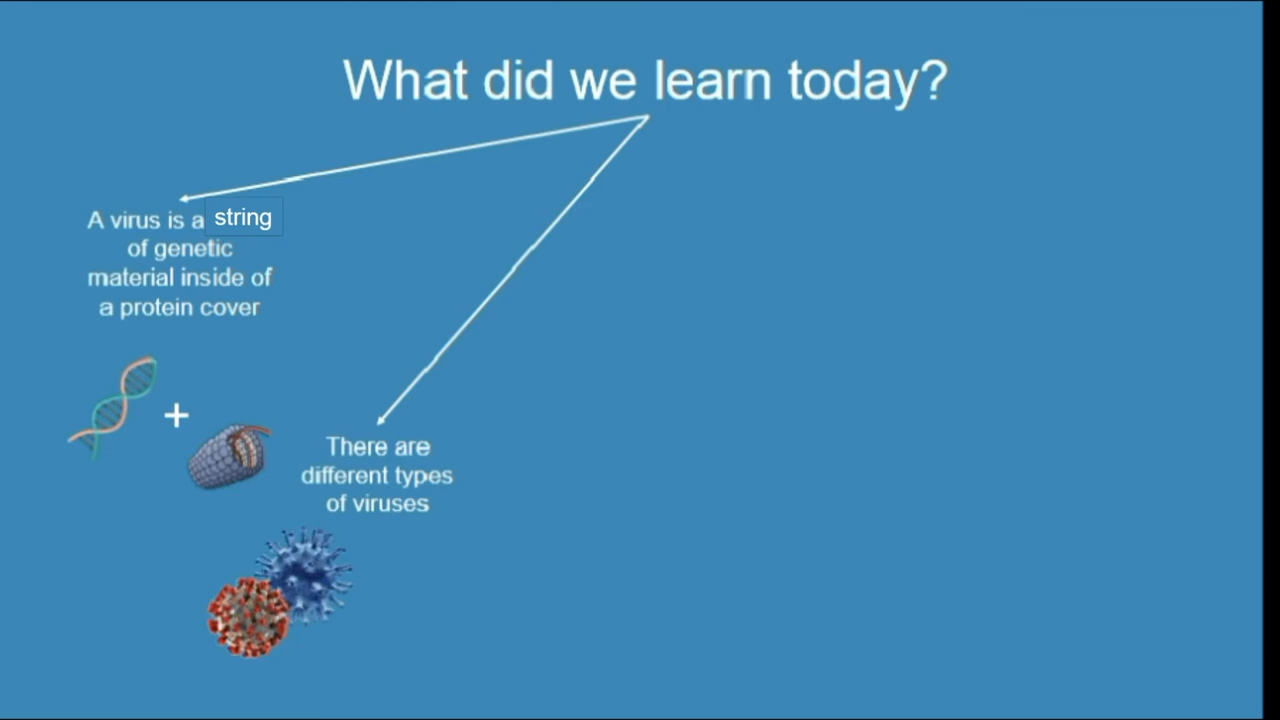 What did we learn today?
A virus is a string
of genetic
material inside of
a protein cover
+
There are
different types
of viruses